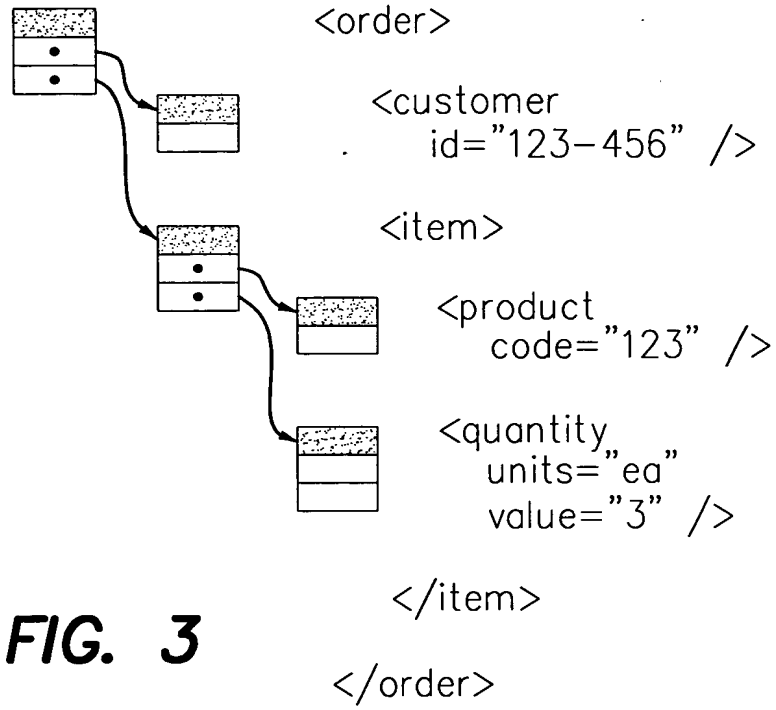 <order>
<customer
id="123-456" />
<item>
<product
code="123" />
<quantity
units="ea"
value="3" />
</item>
FIG. 3
</order>